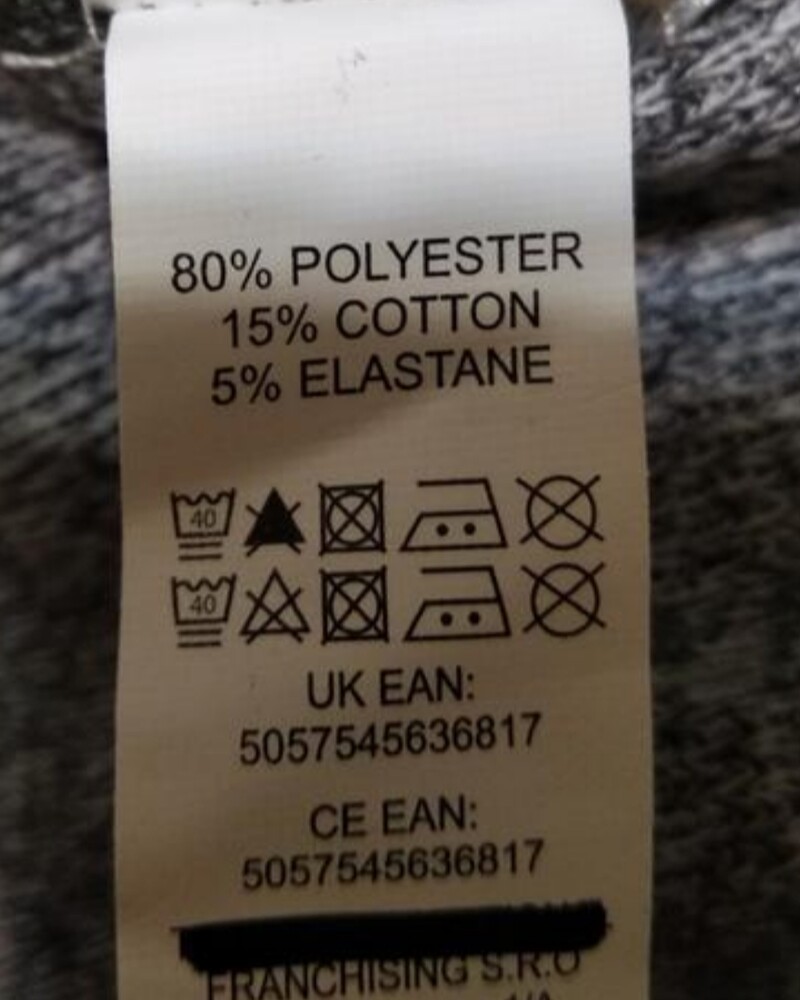 80% POLYESTER
15% COTTON
5% ELASTANE
40
40
UK EAN:
5057545636817
CE EAN:
5057545636817
FRANCHISING S.R.O